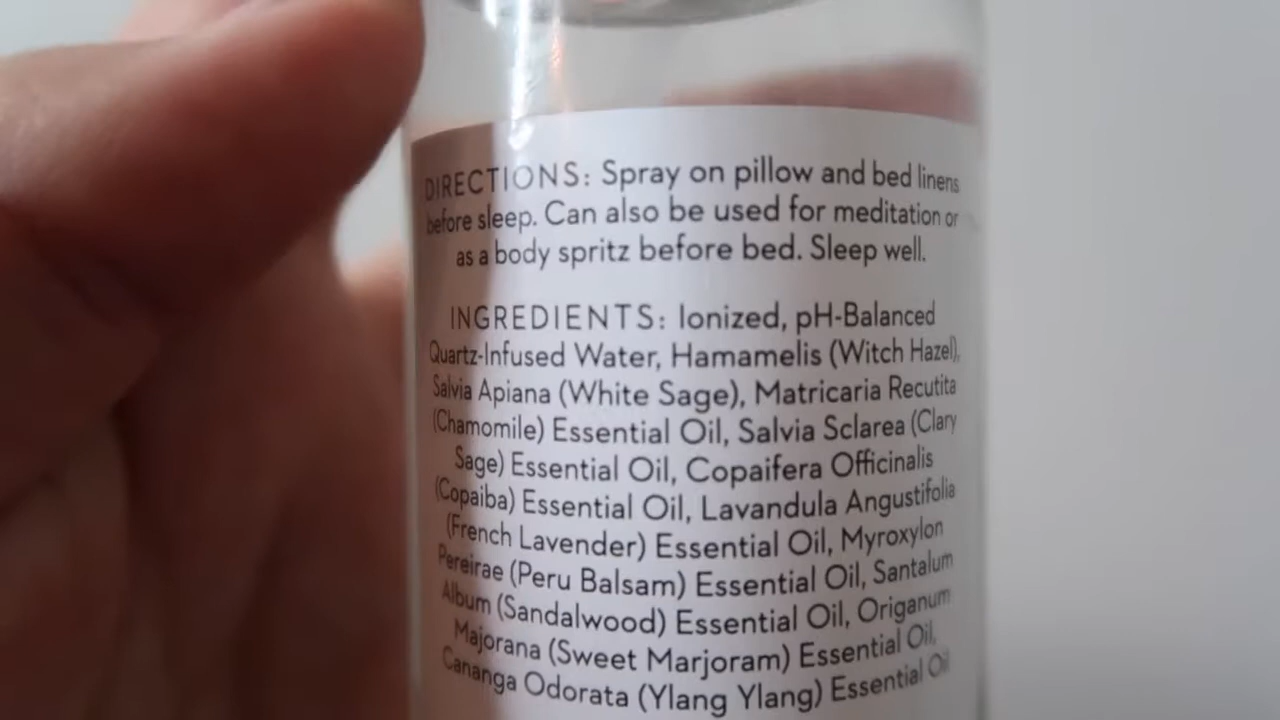 DIRECTIONS: Spray on pillow and bed linens
before sleep. Can also be used for meditation or
as a body spritz before bed. Sleep well.
INGREDIENTS: Ionized, pH-Balanced
Quartz-Infused Water, Hamamelis (Witch Hazel),
Salvia Apiana (White Sage), Matricaria Recutita
(Chamomile) Essential Oil, Salvia Sclarea (Clary
Sage) Essential Oil, Copaifera Officinalis
(Copaiba) Essential Oil, Lavandula Angustifolia
(French Lavender) Essential Oil, Myroxylon
Pereirae (Peru Balsam) Essential Oil, Santalum
Album (Sandalwood) Essential Oil, Origanum
Majorana (Sweet Marjoram) Essential Oil,
Cananga Odorata (Ylang Ylang) Essential Oil